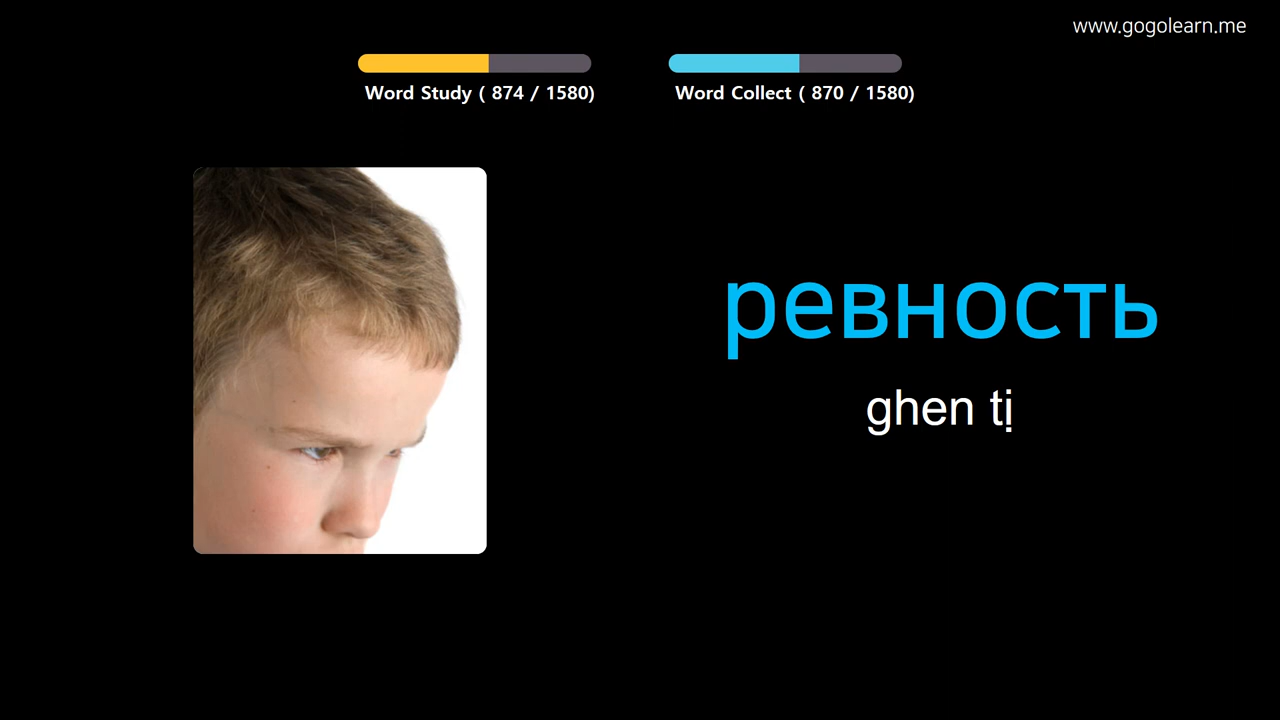 www.gogolearn.me
Word Study ( 874 / 1580)
Word Collect ( 870 / 1580)
ревность
ghen tị